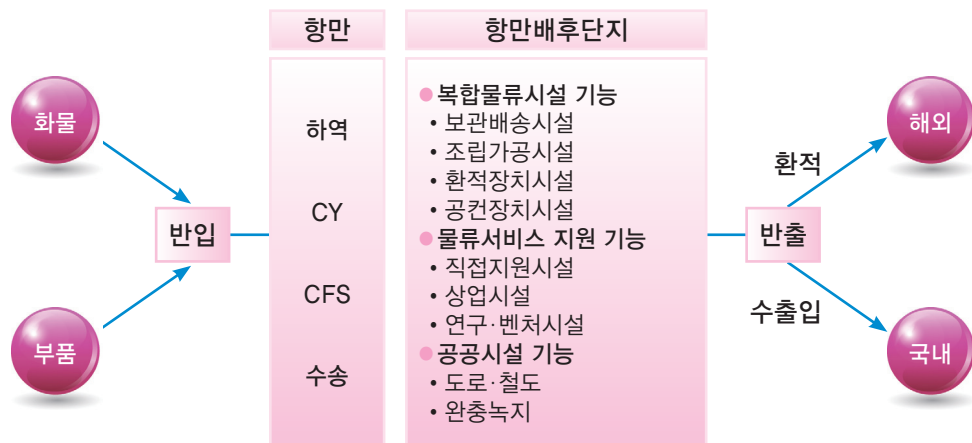 항만
항만배후단지
화물
부품
반입
하역
CY
CFS
수송
● 복합물류시설 기능
• 보관배송시설
• 조립가공시설
• 환적장치시설
• 공컨장치시설
● 물류서비스 지원 기능
• 직접지원시설
• 상업시설
• 연구·벤처시설
● 공공시설 기능
• 도로·철도
• 완충녹지
반출
환적
수출입
해외
국내